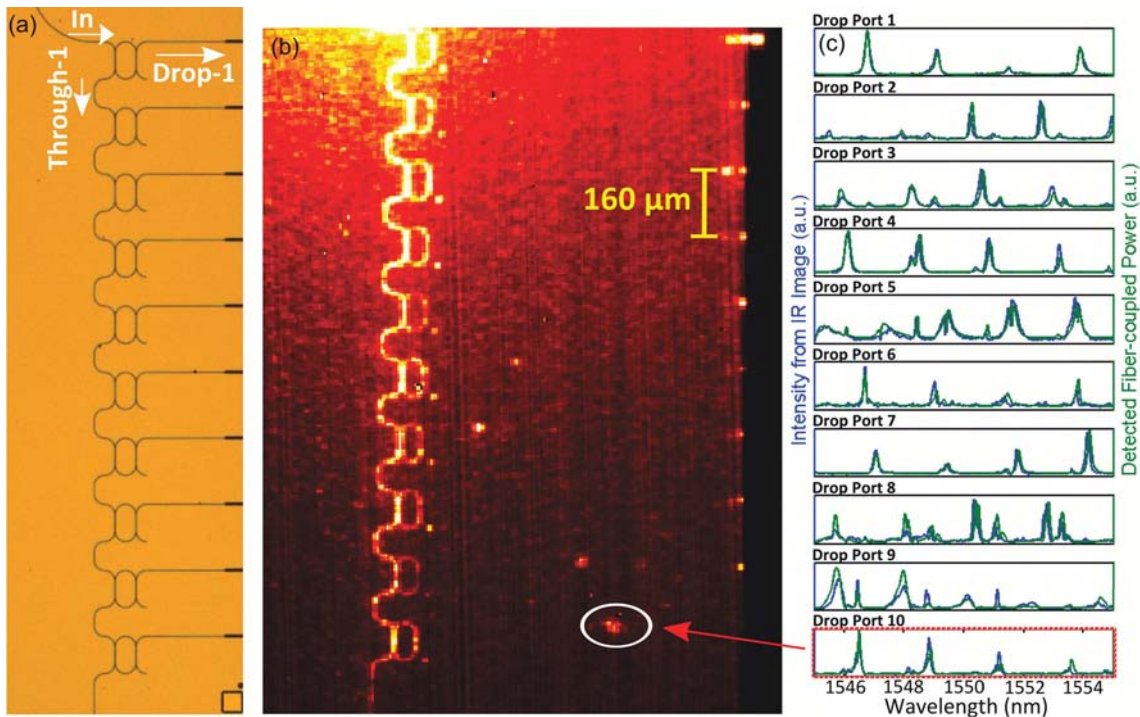 (a)
In
Drop-1
Through-1
(b)
160 µm
(c)
Intensity from IR Image (a.u.)
Drop Port 1
Drop Port 2
Drop Port 3
Drop Port 4
Drop Port 5
Drop Port 6
Drop Port 7
Drop Port 8
Drop Port 9
Drop Port 10
1546 1548 1550 1552 1554
Wavelength (nm)
Detected Fiber-coupled Power (a.u.)